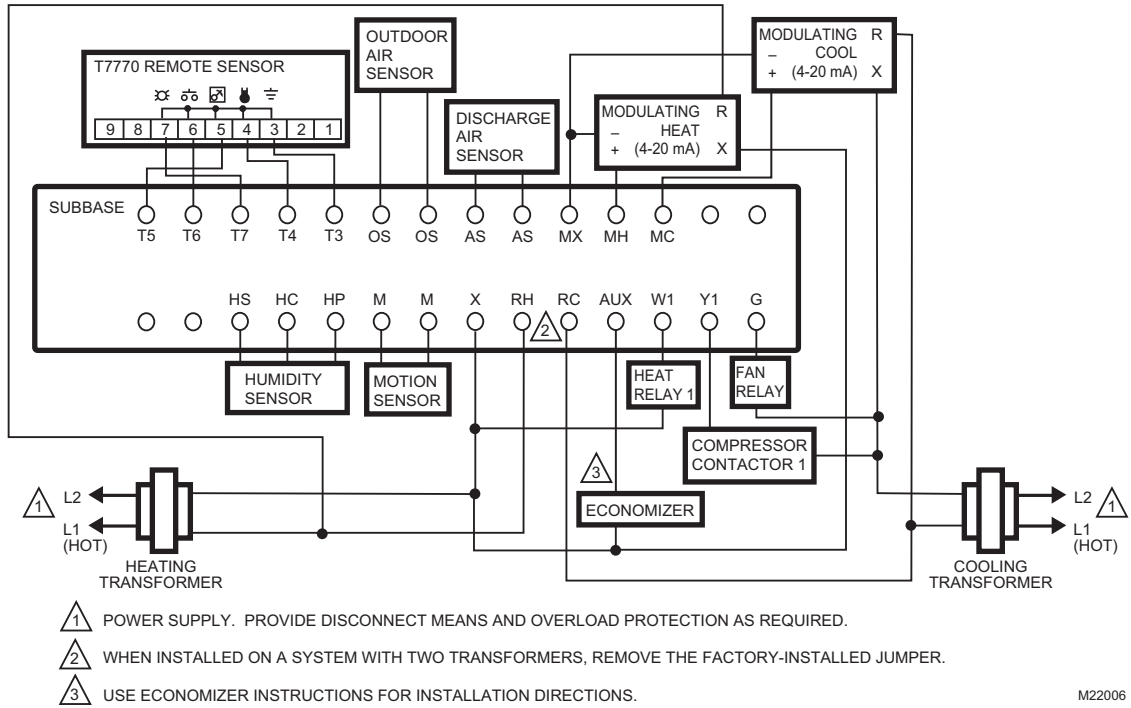 OUTDOOR
AIR
SENSOR
MODULATING R
– COOL
+ (4-20 mA) X
T7770 REMOTE SENSOR
9 8 7 6 5 4 3 2 1
DISCHARGE
AIR
SENSOR
MODULATING R
– HEAT
+ (4-20 mA) X
SUBBASE
T5 T6 T7 T4 T3 OS OS AS AS MX MH MC
HS HC HP M M X RH RC AUX W1 Y1 G
2
HUMIDITY
SENSOR
MOTION
SENSOR
HEAT
RELAY 1
FAN
RELAY
COMPRESSOR
CONTACTOR 1
3
ECONOMIZER
1
L2
L1
(HOT)
HEATING
TRANSFORMER
L2
1
L1
(HOT)
COOLING
TRANSFORMER
1 POWER SUPPLY. PROVIDE DISCONNECT MEANS AND OVERLOAD PROTECTION AS REQUIRED.
2 WHEN INSTALLED ON A SYSTEM WITH TWO TRANSFORMERS, REMOVE THE FACTORY-INSTALLED JUMPER.
3 USE ECONOMIZER INSTRUCTIONS FOR INSTALLATION DIRECTIONS.
M22006